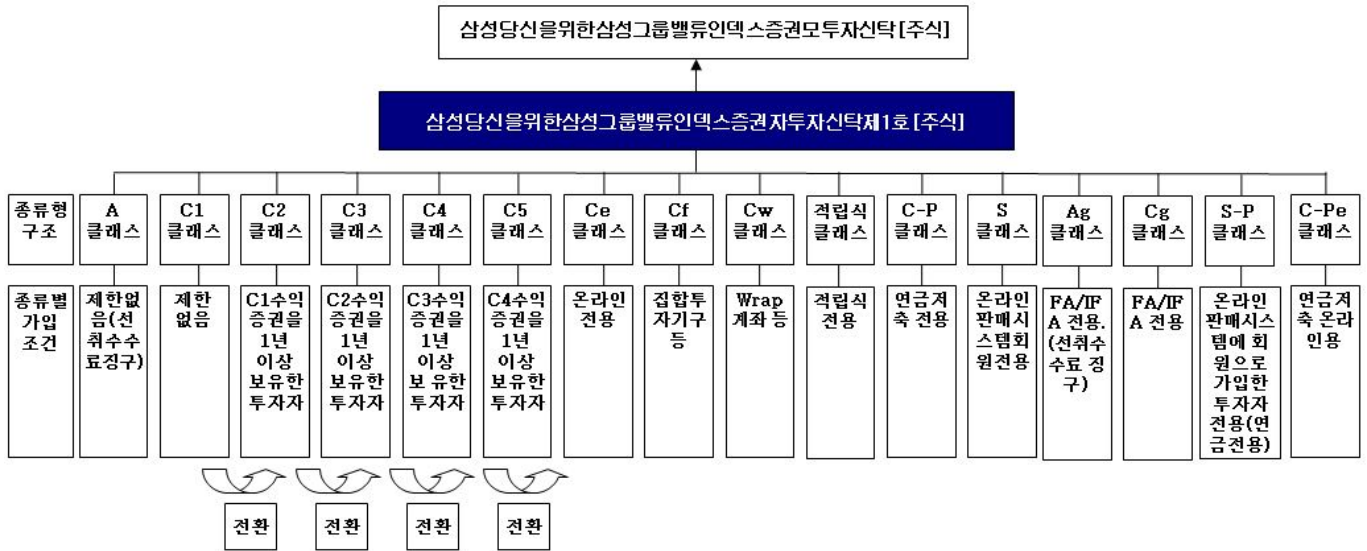 삼성당신을위한삼성그룹밸류인덱스증권모투자신탁[주식]
삼성당신을위한삼성그룹밸류인덱스증권자투자신탁제1호[주식]
종류형
구조
A
클래스
C1
클래스
C2
클래스
C3
클래스
C4
클래스
C5
클래스
Ce
클래스
Cf
클래스
Cw
클래스
적립식
클래스
C-P
클래스
S
클래스
Ag
클래스
Cg
클래스
S-P
클래스
C-Pe
클래스
종류별
가입
조건
제한없
음(선
취수수
료징구)
제한
없음
C1수익
증권을
1년
이상
보유한
투자자
C2수익
증권을
1년
이상
보유한
투자자
C3수익
증권을
1년
이상
보 유한
투자자
C4수익
증권을
1년
이상
보유한
투자자
온라인
전용
집합투
자기구
등
Wrap
계좌 등
적립식
전용
연금저
축 전용
온라인
판매시
스템회
원전용
FA/IF
A 전용.
(선취수
수료 징
구)
FA/IF
A 전용
온라인
판매시스
템에 회
원으로
가입한
투자자
전용(연
금전용)
연금저
축 온라
인용
전환
전환
전환
전환